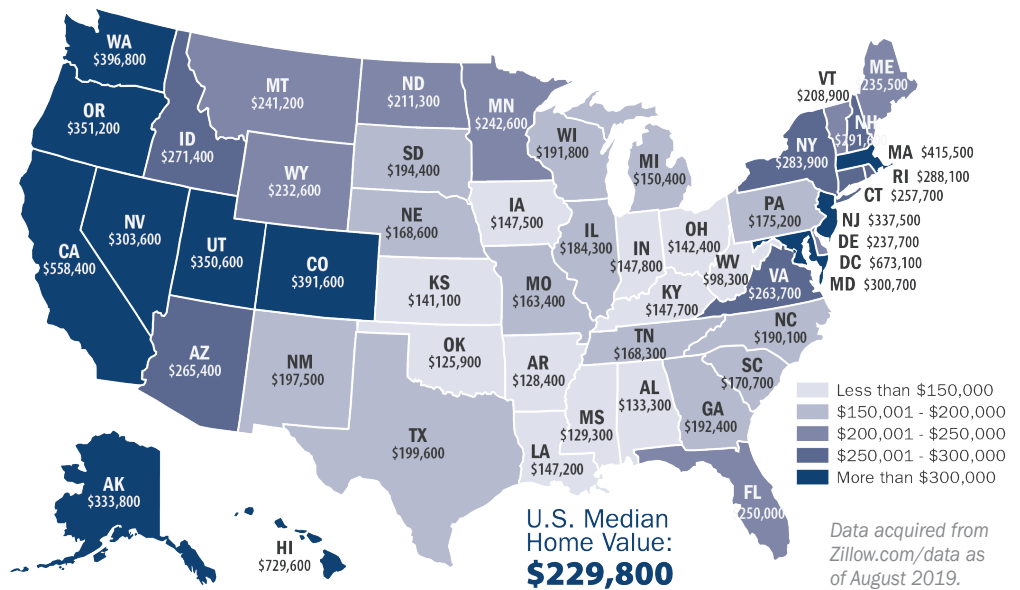 WA
$396,800
OR
$351,200
ID
$271,400
MT
$241,200
ND
$211,300
MN
$242,600
WI
$191,800
MI
$150,400
VT
$208,900
ME
235,500
NH
$291,6
NY
$283,900
MA $415,500
RI $288,100
CT $257,700
NJ $337,500
DE $237,700
DC $673,100
MD $300,700
SD
$194,400
WY
$232,600
NE
$168,600
IA
$147,500
IL
$184,300
IN
$147,800
OH
$142,400
PA
$175,200
WV
$98,300
VA
$263,700
CA
$558,400
NV
$303,600
UT
$350,600
CO
$391,600
KS
$141,100
MO
$163,400
KY
$147,700
NC
$190,100
TN
$168,300
SC
$170,700
AZ
$265,400
NM
$197,500
OK
$125,900
AR
$128,400
MS
$129,300
AL
$133,300
GA
$192,400
TX
$199,600
LA
$147,200
FL
250,000
AK
$333,800
HI
$729,600
Less than $150,000
$150,001 - $200,000
$200,001 - $250,000
$250,001 - $300,000
More than $300,000
U.S. Median
Home Value:
$229,800
Data acquired from
Zillow.com/data as
of August 2019.